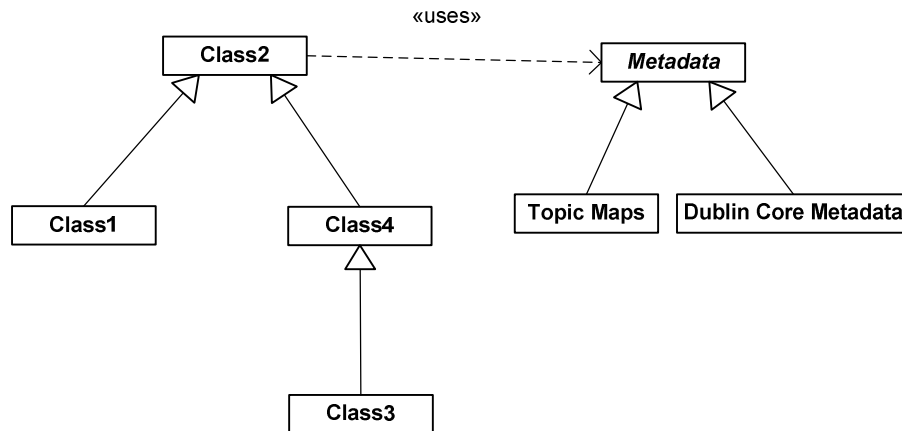 «uses»
Class2
Metadata
Class1
Class4
Topic Maps
Dublin Core Metadata
Class3